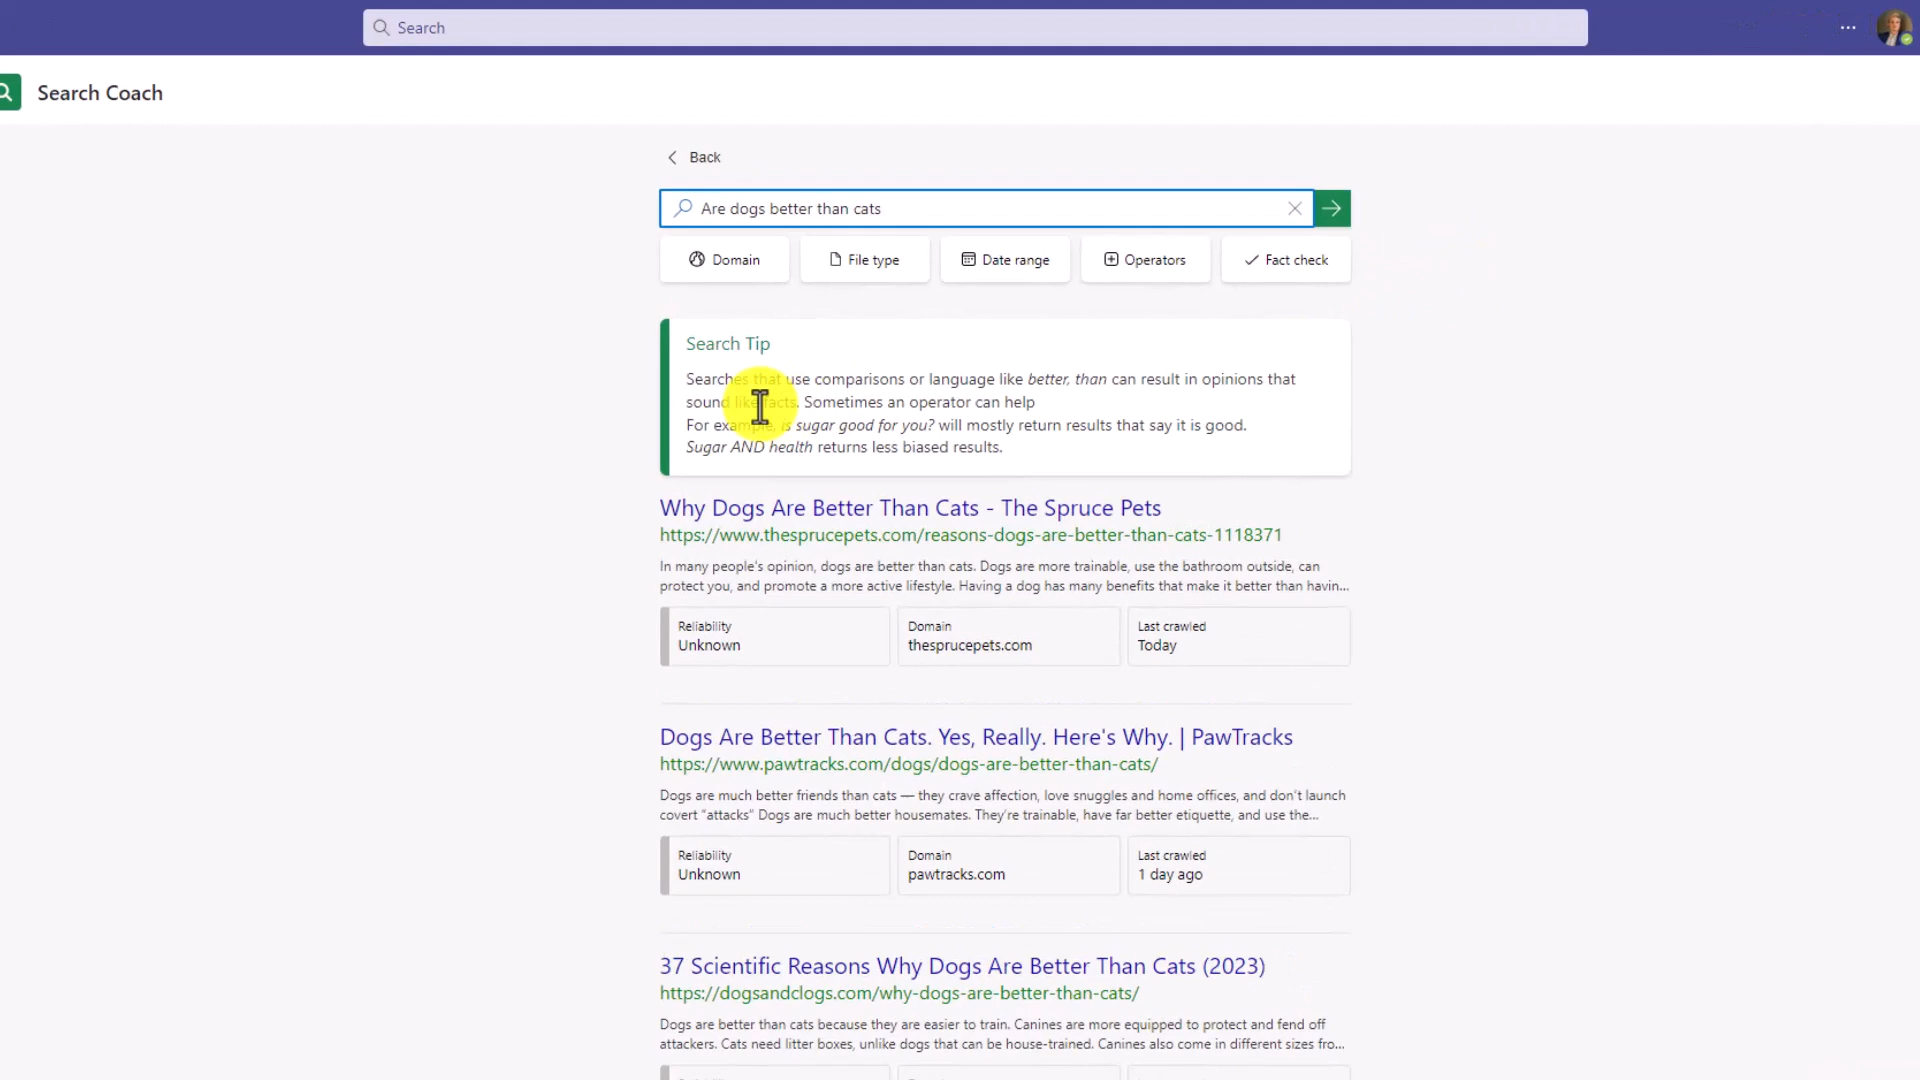 Search
Search Coach
Back
Are dogs better than cats
Domain
File type
Date range
Operators
Fact check
Search Tip
Searches that use comparisons or language like better, than can result in opinions that
sound like facts. Sometimes an operator can help
For example, is sugar good for you? will mostly return results that say it is good.
Sugar AND health returns less biased results.
Why Dogs Are Better Than Cats - The Spruce Pets
https://www.thesprucepets.com/reasons-dogs-are-better-than-cats-1118371
In many people's opinion, dogs are better than cats. Dogs are more trainable, use the bathroom outside, can
protect you, and promote a more active lifestyle. Having a dog has many benefits that make it better than havin...
Reliability
Unknown
Domain
thesprucepets.com
Last crawled
Today
Dogs Are Better Than Cats. Yes, Really. Here's Why. | PawTracks
https://www.pawtracks.com/dogs/dogs-are-better-than-cats/
Dogs are much better friends than cats — they crave affection, love snuggles and home offices, and don't launch
covert "attacks" Dogs are much better housemates. They're trainable, have far better etiquette, and use the...
Reliability
Unknown
Domain
pawtracks.com
Last crawled
1 day ago
37 Scientific Reasons Why Dogs Are Better Than Cats (2023)
https://dogsandclogs.com/why-dogs-are-better-than-cats/
Dogs are better than cats because they are easier to train. Canines are more equipped to protect and fend off
attackers. Cats need litter boxes, unlike dogs that can be house-trained. Canines also come in different sizes fro...